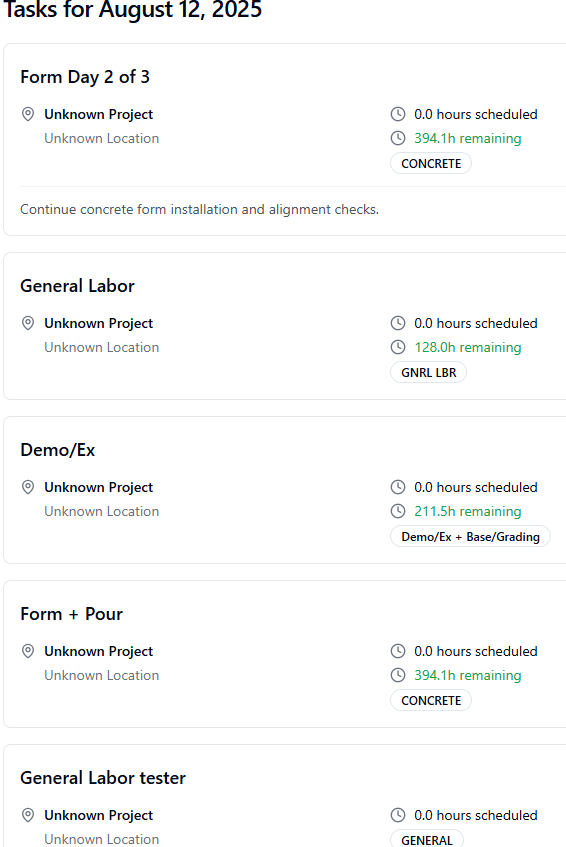 Tasks for August 12, 2025
Form Day 2 of 3
Unknown Project
0.0 hours scheduled
Unknown Location
394.1h remaining
CONCRETE
Continue concrete form installation and alignment checks.
General Labor
Unknown Project
0.0 hours scheduled
Unknown Location
128.0h remaining
GNRL LBR
Demo/Ex
Unknown Project
0.0 hours scheduled
Unknown Location
211.5h remaining
Demo/Ex + Base/Grading
Form + Pour
Unknown Project
0.0 hours scheduled
Unknown Location
394.1h remaining
CONCRETE
General Labor tester
Unknown Project
0.0 hours scheduled
Unknown Location
GENERAL